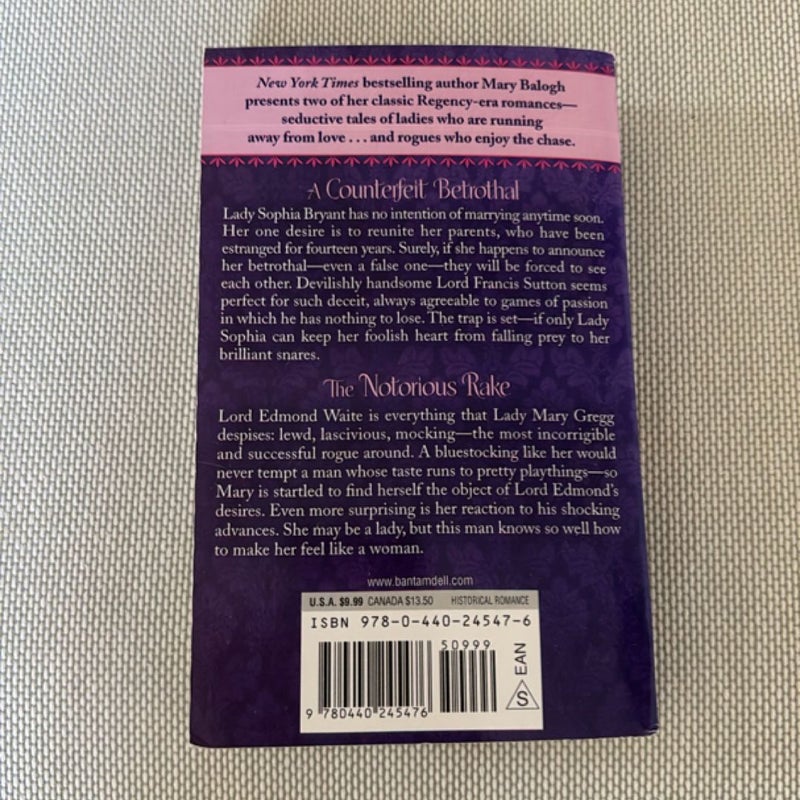 New York Times bestselling author Mary Balogh
presents two of her classic Regency-era romances—
seductive tales of ladies who are running
away from love . . . and rogues who enjoy the chase.
A Counterfeit Betrothal
Lady Sophia Bryant has no intention of marrying anytime soon.
Her one desire is to reunite her parents, who have been
estranged for fourteen years. Surely, if she happens to announce
her betrothal—even a false one—they will be forced to see
each other. Devilishly handsome Lord Francis Sutton seems
perfect for such deceit, always agreeable to games of passion
in which he has nothing to lose. The trap is set—if only Lady
Sophia can keep her foolish heart from falling prey to her
brilliant snares.
The Notorious Rake
Lord Edmond Waite is everything that Lady Mary Gregg
despises: lewd, lascivious, mocking—the most incorrigible
and successful rogue around. A bluestocking like her would
never tempt a man whose taste runs to pretty playthings—so
Mary is startled to find herself the object of Lord Edmond's
desires. Even more surprising is her reaction to his shocking
advances. She may be a lady, but this man knows so well how
to make her feel like a woman.
www.bantamdell.com
U.S.A. $9.99 CANADA $13.50 HISTORICAL ROMANCE
ISBN 978-0-440-24547-6
50999
EAN
S
9 780440 245476